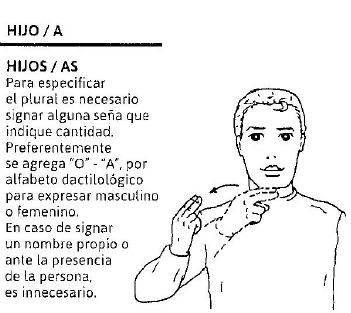 HIJO / A
HIJOS / AS
Para especificar
el plural es necesario
signar alguna seña que
indique cantidad.
Preferentemente
se agrega "O" - "A", por
alfabeto dactilológico
para expresar masculino
o femenino.
En caso de signar
un nombre propio o
ante la presencia
de la persona,
es innecesario.